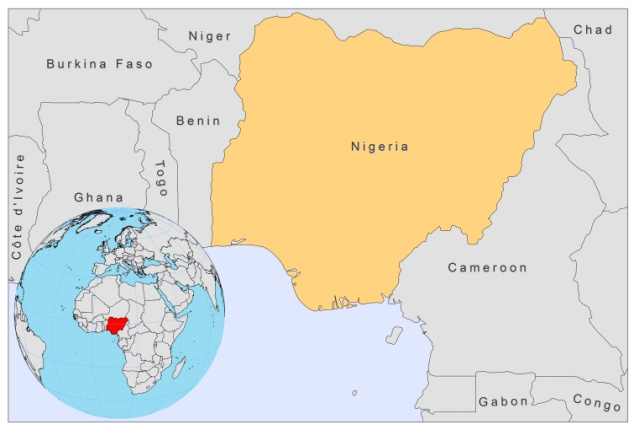 Niger
Chad
Burkina Faso
Benin
Nigeria
Côte d'Ivoire
Togo
Ghana
Cameroon
Gabon
Congo